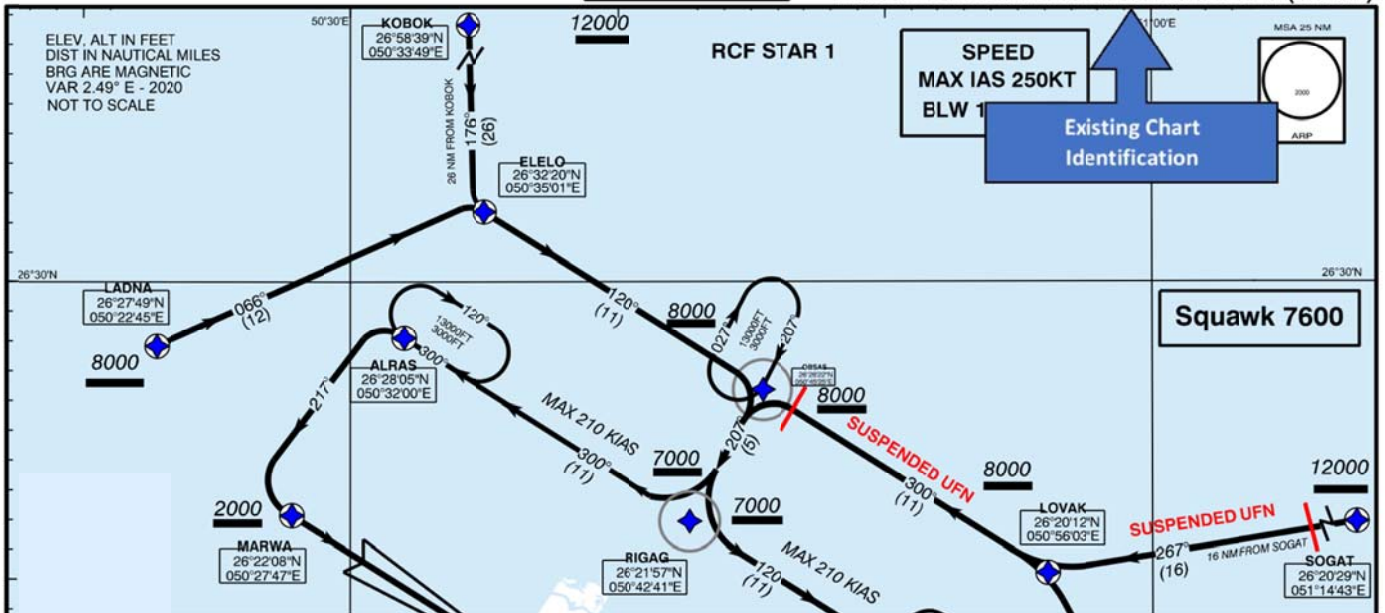 50°30'E
KOBOK
26°58'39"N
050°33'49"E
12000
RCF STAR 1
SPEED
MAX IAS 250KT
BLW 1
Existing Chart
Identification
MSA 25 NM
2000
ARP
ELEV, ALT IN FEET
DIST IN NAUTICAL MILES
BRG ARE MAGNETIC
VAR 2.49° E - 2020
NOT TO SCALE
26 NM FROM KOBOK
176°
(26)
ELELO
26°32'20"N
050°35'01"E
26°30'N
26°30'N
LADNA
26°27'49"N
050°22'45"E
8000
066°
(12)
120°
(11)
8000
Squawk 7600
120°
13000FT
3000FT
300°
ALRAS
26°28'05"N
050°32'00"E
217°
027°
13000FT
3000FT
207°
OBSAS
8000
207°
(5)
MAX 210 KIAS
300°
(11)
7000
7000
SUSPENDED UFN
300°
(11)
8000
LOVAK
26°20'12"N
050°56'03"E
SUSPENDED UFN
12000
267°
(16)
16 NM FROM SOGAT
SOGAT
26°20'29"N
051°14'43"E
2000
MARWA
26°22'08"N
050°27'47"E
RIGAG
26°21'57"N
050°42'41"E
120
(11)
MAX 210 KIAS